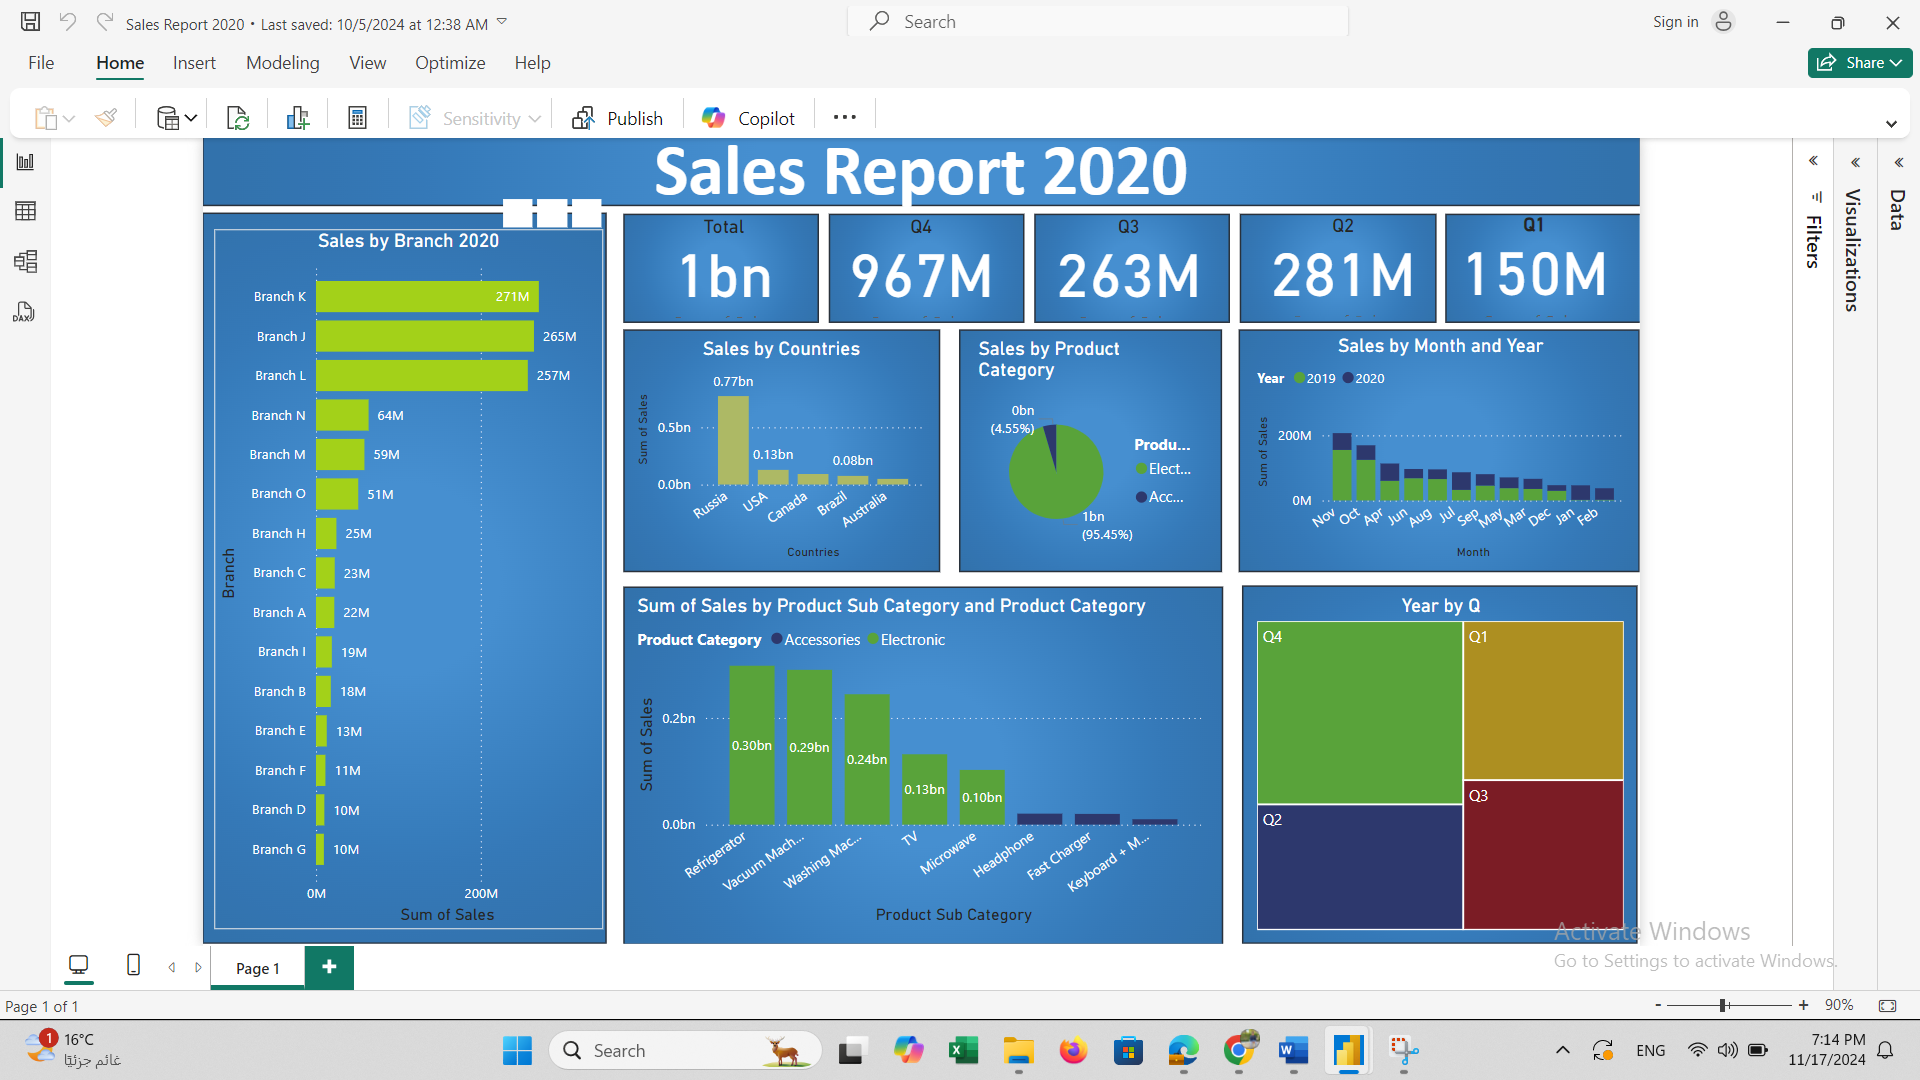 Sales Report 2020 • Last saved: 10/5/2024 at 12:38 AM
Search
Sign in
File
Home
Insert
Modeling
View
Optimize
Help
Share
Sensitivity
Publish
Copilot
DAX
Sales Report 2020
Sales by Branch 2020
Branch K
271M
Branch J
265M
Branch L
257M
Branch N
64M
Branch M
59M
Branch O
51M
Branch H
25M
Branch C
23M
Branch A
22M
Branch I
19M
Branch B
18M
Branch E
13M
Branch F
11M
Branch D
10M
Branch G
10M
Branch
0M
200M
Sum of Sales
Total
1bn
Q4
967M
Q3
263M
Q2
281M
Q1
150M
Sales by Countries
0.77bn
0.13bn
0.08bn
0.5bn
0.0bn
Sum of Sales
Russia
USA
Canada
Brazil
Australia
Countries
Sales by Product
Category
0bn
(4.55%)
1bn
(95.45%)
Produ...
Elect...
Acc...
Sales by Month and Year
Year
2019
2020
200M
0M
Sum of Sales
Nov
Oct
Apr
Jun
Aug
Jul
Sep
May
Mar
Dec
Jan
Feb
Month
Sum of Sales by Product Sub Category and Product Category
Product Category
Accessories
Electronic
0.2bn
0.0bn
Sum of Sales
0.30bn
0.29bn
0.24bn
0.13bn
0.10bn
Refrigerator
Vacuum Mach...
Washing Mac...
TV
Microwave
Headphone
Fast Charger
Keyboard + M...
Product Sub Category
Year by Q
Q4
Q1
Q2
Q3
Filters
Visualizations
Data
Activate Windows
Go to Settings to activate Windows.
Page 1
Page 1 of 1
90%
1
16°C
غائم جزئيًا
Search
ENG
7:14 PM
11/17/2024